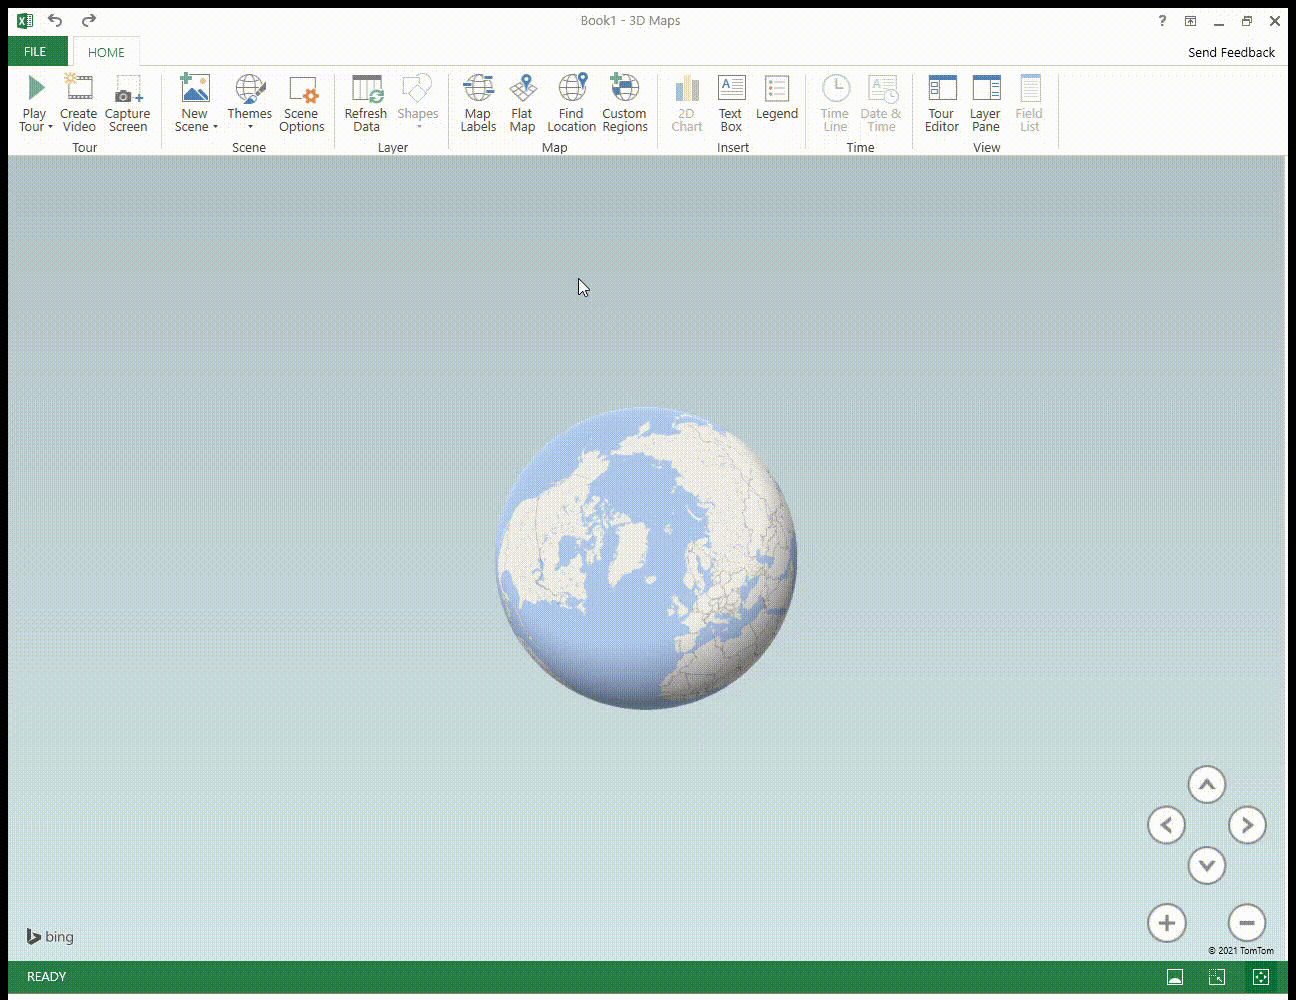 Book1 - 3D Maps
?
FILE
HOME
Send Feedback
Play Tour
Create Video
Capture Screen
New Scene
Themes
Scene Options
Refresh Data
Shapes
Map Labels
Flat Map
Find Location
Custom Regions
2D Chart
Text Box
Legend
Time Line
Date & Time
Tour Editor
Layer Pane
Field List
Tour
Scene
Layer
Map
Insert
Time
View
bing
© 2021 TomTom
READY